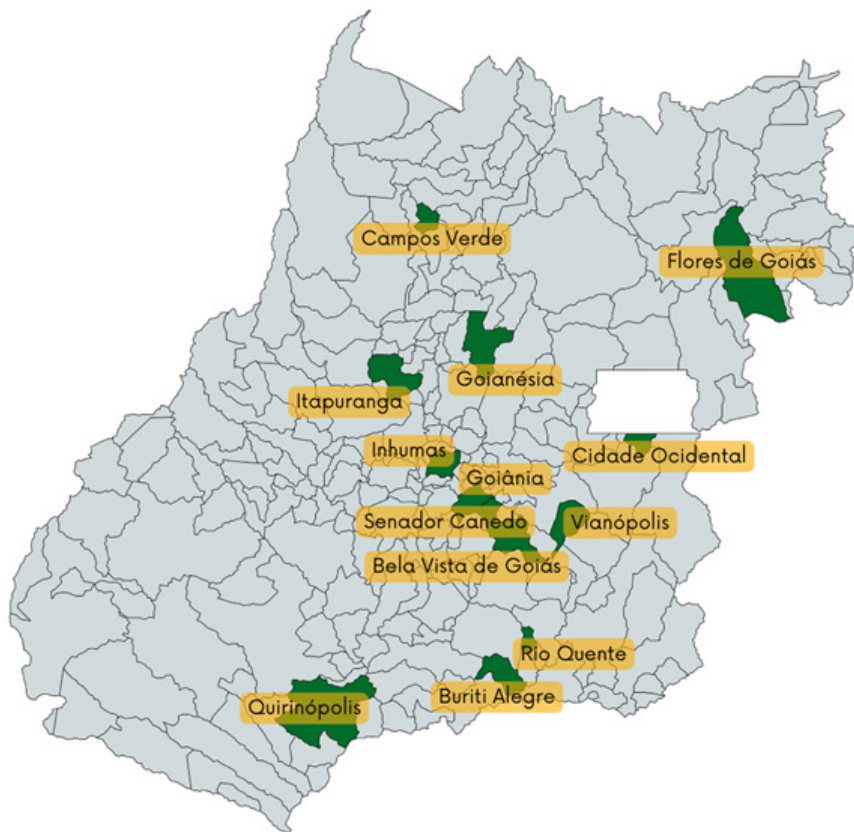 Campos Verde
Flores de Goiás
Goianésia
Itapuranga
Inhumas
Cidade Ocidental
Goiânia
Senador Canedo
Vianópolis
Bela Vista de Goiás
Rio Quente
Buriti Alegre
Quirinópolis